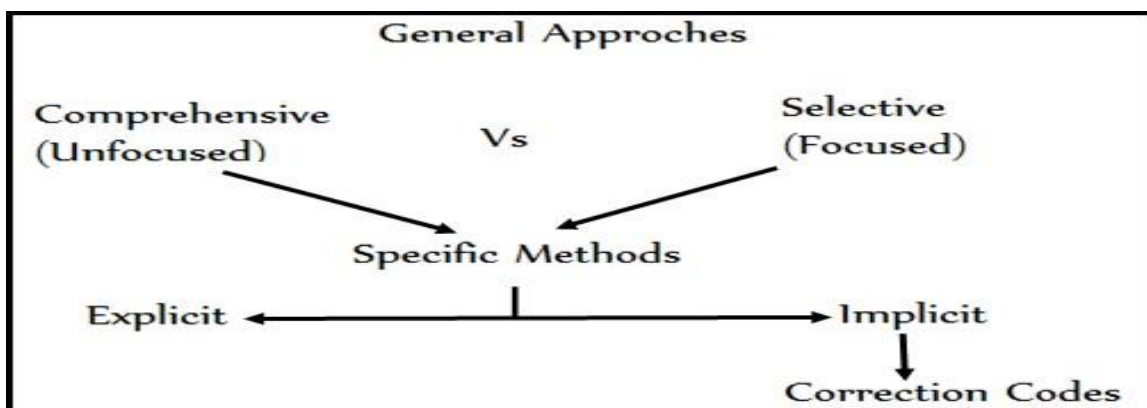 General Approches
Comprehensive
(Unfocused)
Vs
Selective
(Focused)
Specific Methods
Explicit
Implicit
Correction Codes